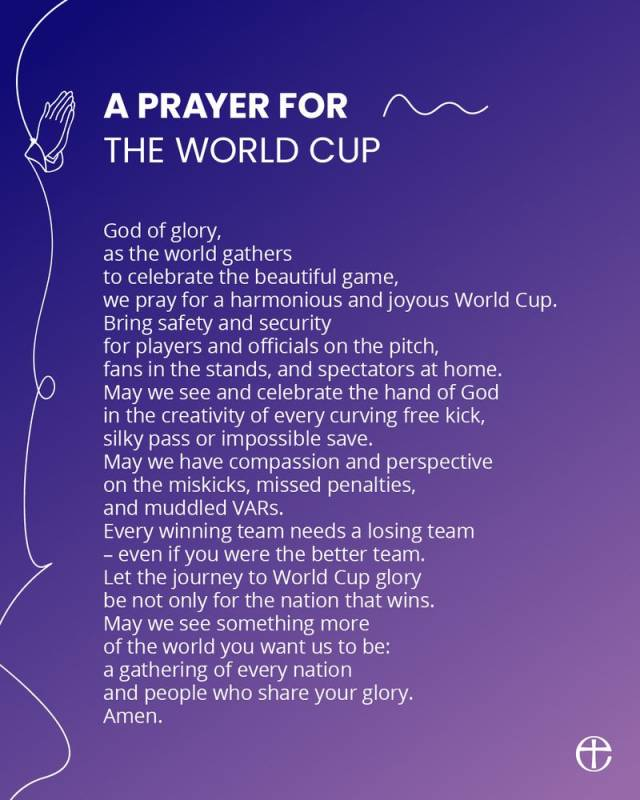 A PRAYER FOR
THE WORLD CUP
God of glory,
as the world gathers
to celebrate the beautiful game,
we pray for a harmonious and joyous World Cup.
Bring safety and security
for players and officials on the pitch,
fans in the stands, and spectators at home.
May we see and celebrate the hand of God
in the creativity of every curving free kick,
silky pass or impossible save.
May we have compassion and perspective
on the miskicks, missed penalties,
and muddled VARs.
Every winning team needs a losing team
– even if you were the better team.
Let the journey to World Cup glory
be not only for the nation that wins.
May we see something more
of the world you want us to be:
a gathering of every nation
and people who share your glory.
Amen.